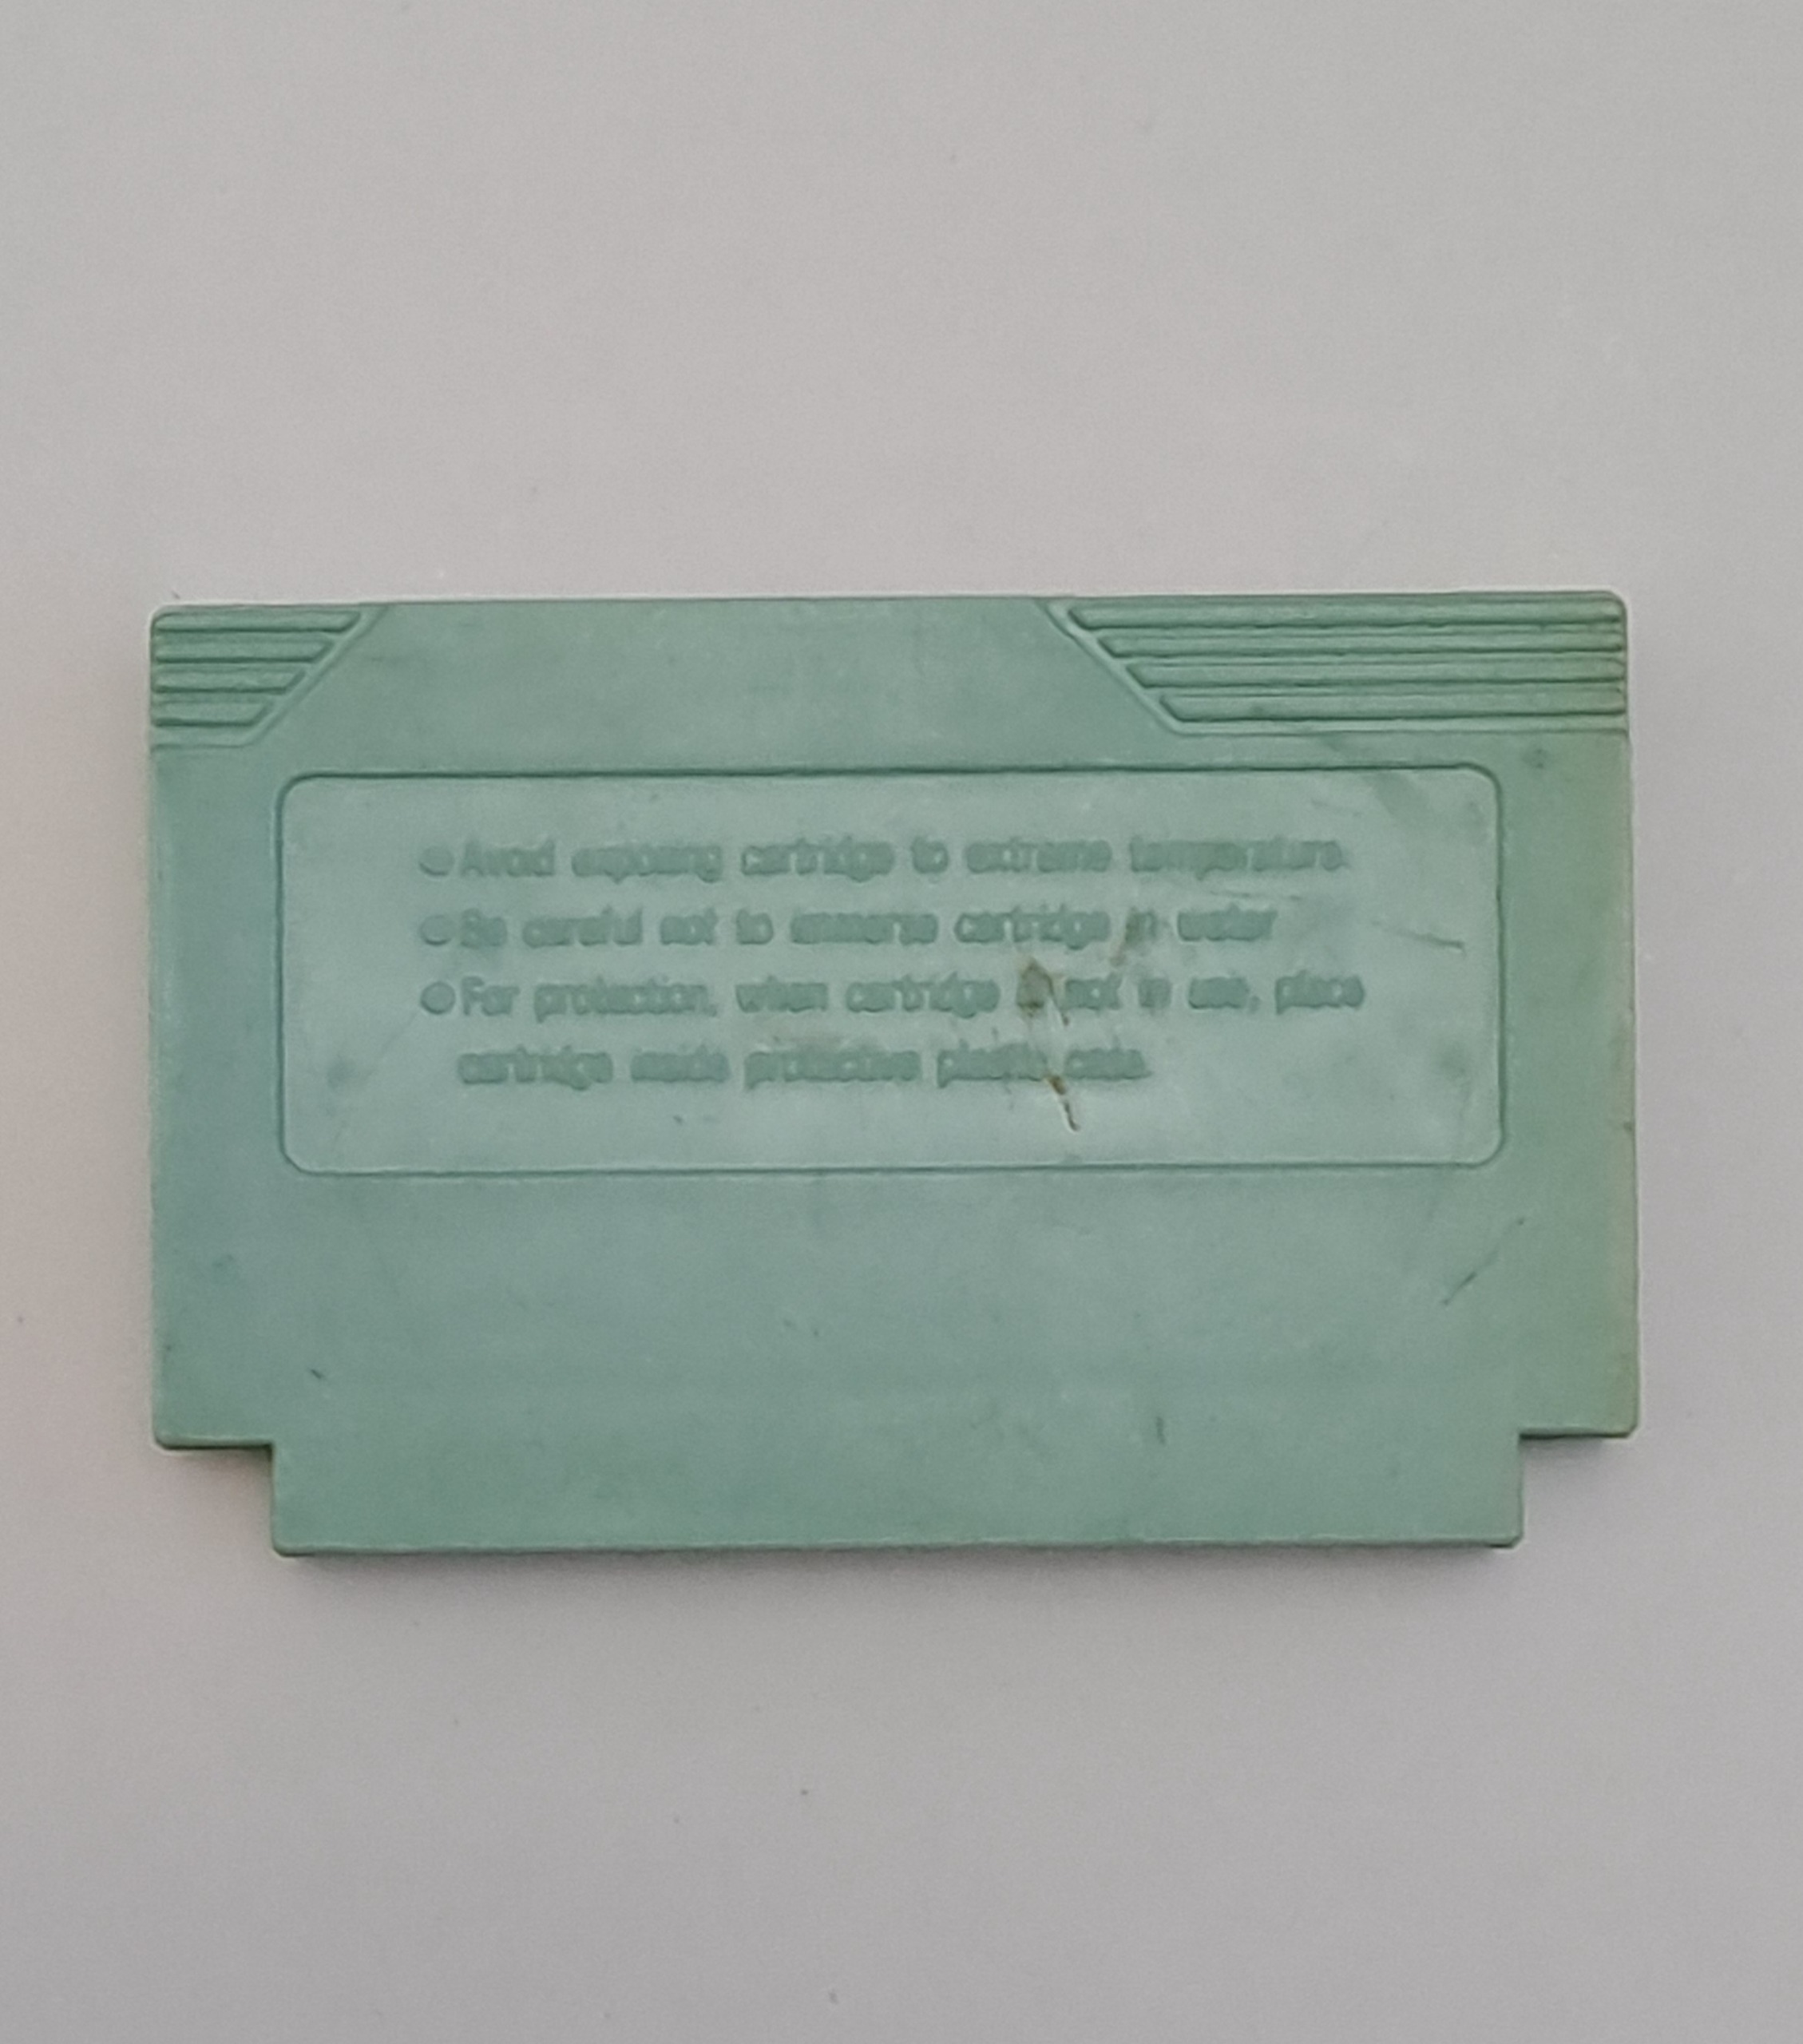 ● Avoid exposing cartridge to extreme temperature.
● Be careful not to immerse cartridge in water
● For protection, when cartridge is not in use, place
cartridge inside protective plastic case.